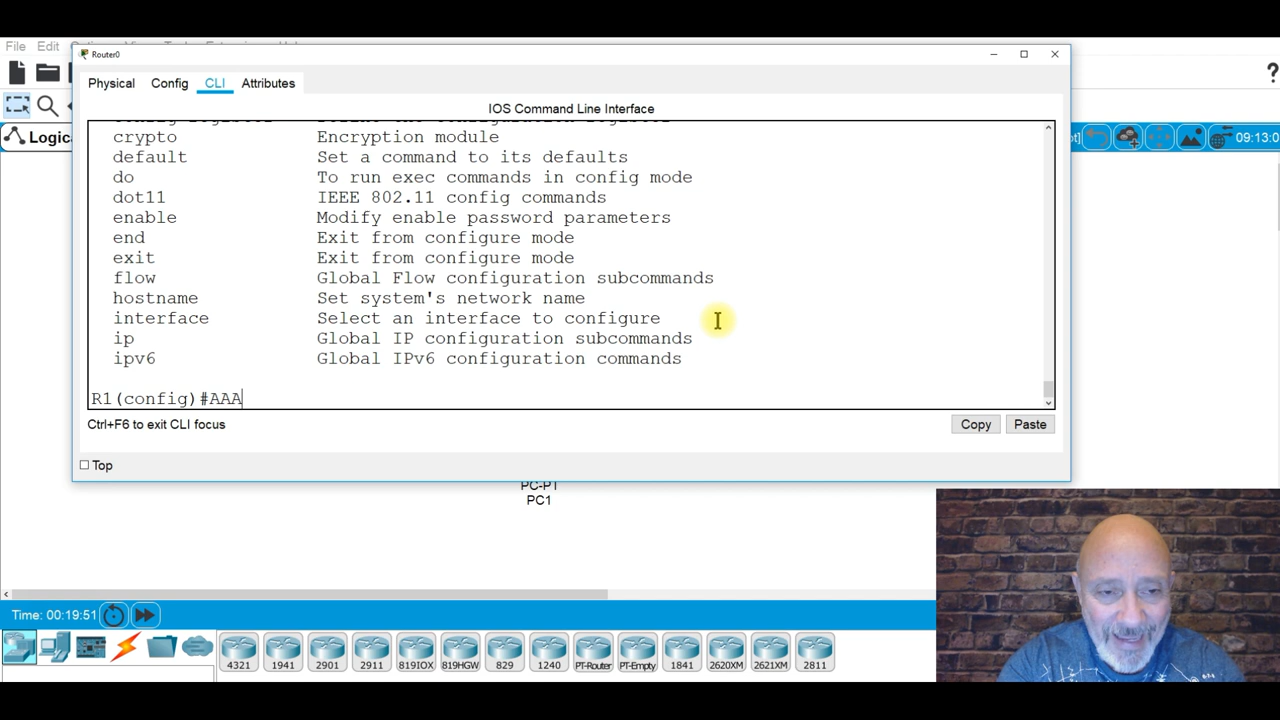 File Edit
Router0
Physical Config CLI Attributes
IOS Command Line Interface
Logic
09:13:0
crypto Encryption module
default Set a command to its defaults
do To run exec commands in config mode
dot11 IEEE 802.11 config commands
enable Modify enable password parameters
end Exit from configure mode
exit Exit from configure mode
flow Global Flow configuration subcommands
hostname Set system's network name
interface Select an interface to configure
ip Global IP configuration subcommands
ipv6 Global IPv6 configuration commands
R1(config)#AAA
Ctrl+F6 to exit CLI focus
Copy Paste
Top
PC-PT
PC1
Time: 00:19:51
4321 1941 2901 2911 819IOX 819HGW 829 1240 PT-Router PT-Empty 1841 2620XM 2621XM 2811